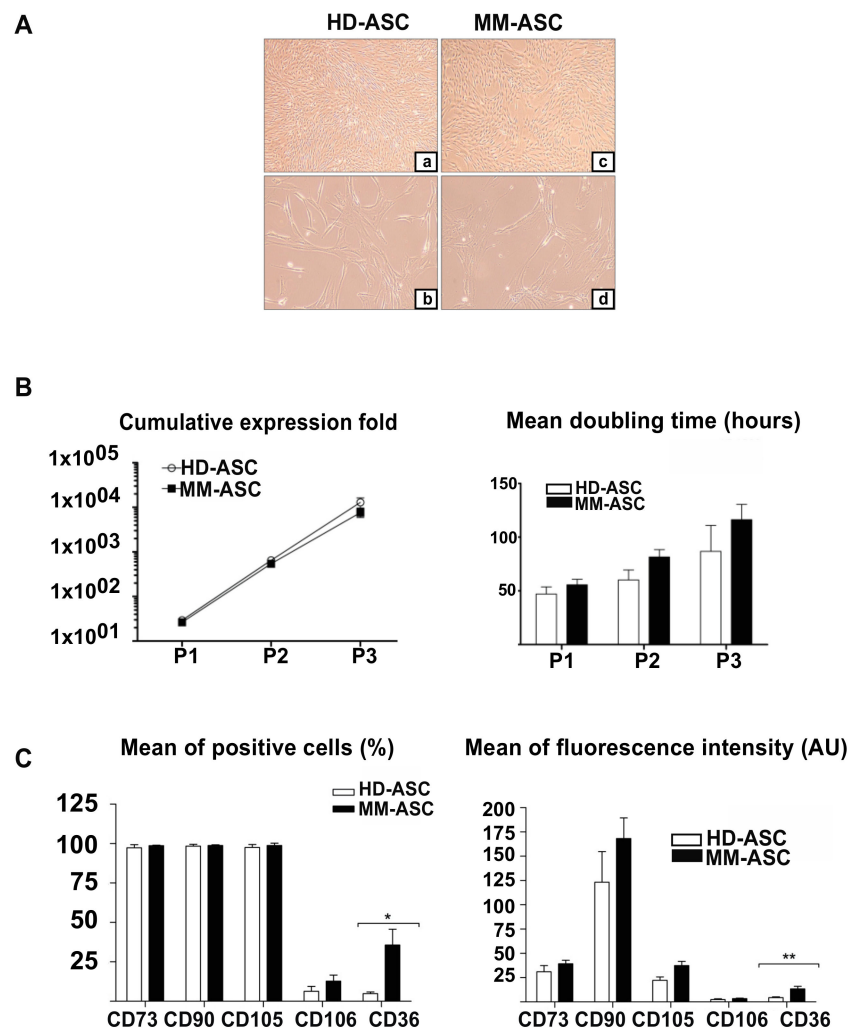 A
HD-ASC
MM-ASC
a
c
b
d
B
Cumulative expression fold
1x10^05
1x10^04
1x10^03
1x10^02
1x10^01
HD-ASC
MM-ASC
P1
P2
P3
Mean doubling time (hours)
150
100
50
HD-ASC
MM-ASC
P1
P2
P3
C
Mean of positive cells (%)
125
100
75
50
25
HD-ASC
MM-ASC
*
CD73 CD90 CD105 CD106 CD36
Mean of fluorescence intensity (AU)
200
175
150
125
100
75
50
25
HD-ASC
MM-ASC
**
CD73 CD90 CD105 CD106 CD36